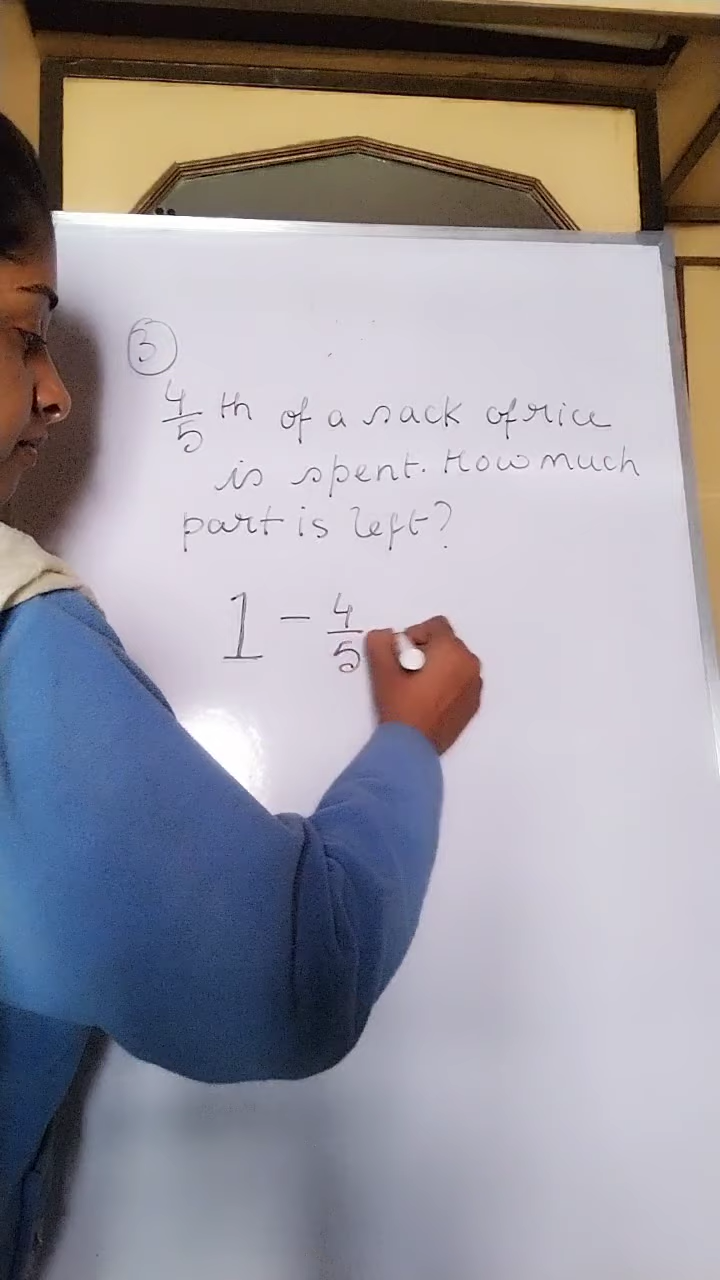 3
4/5 th of a sack of rice
is spent. How much
part is left?
1 - 4/5